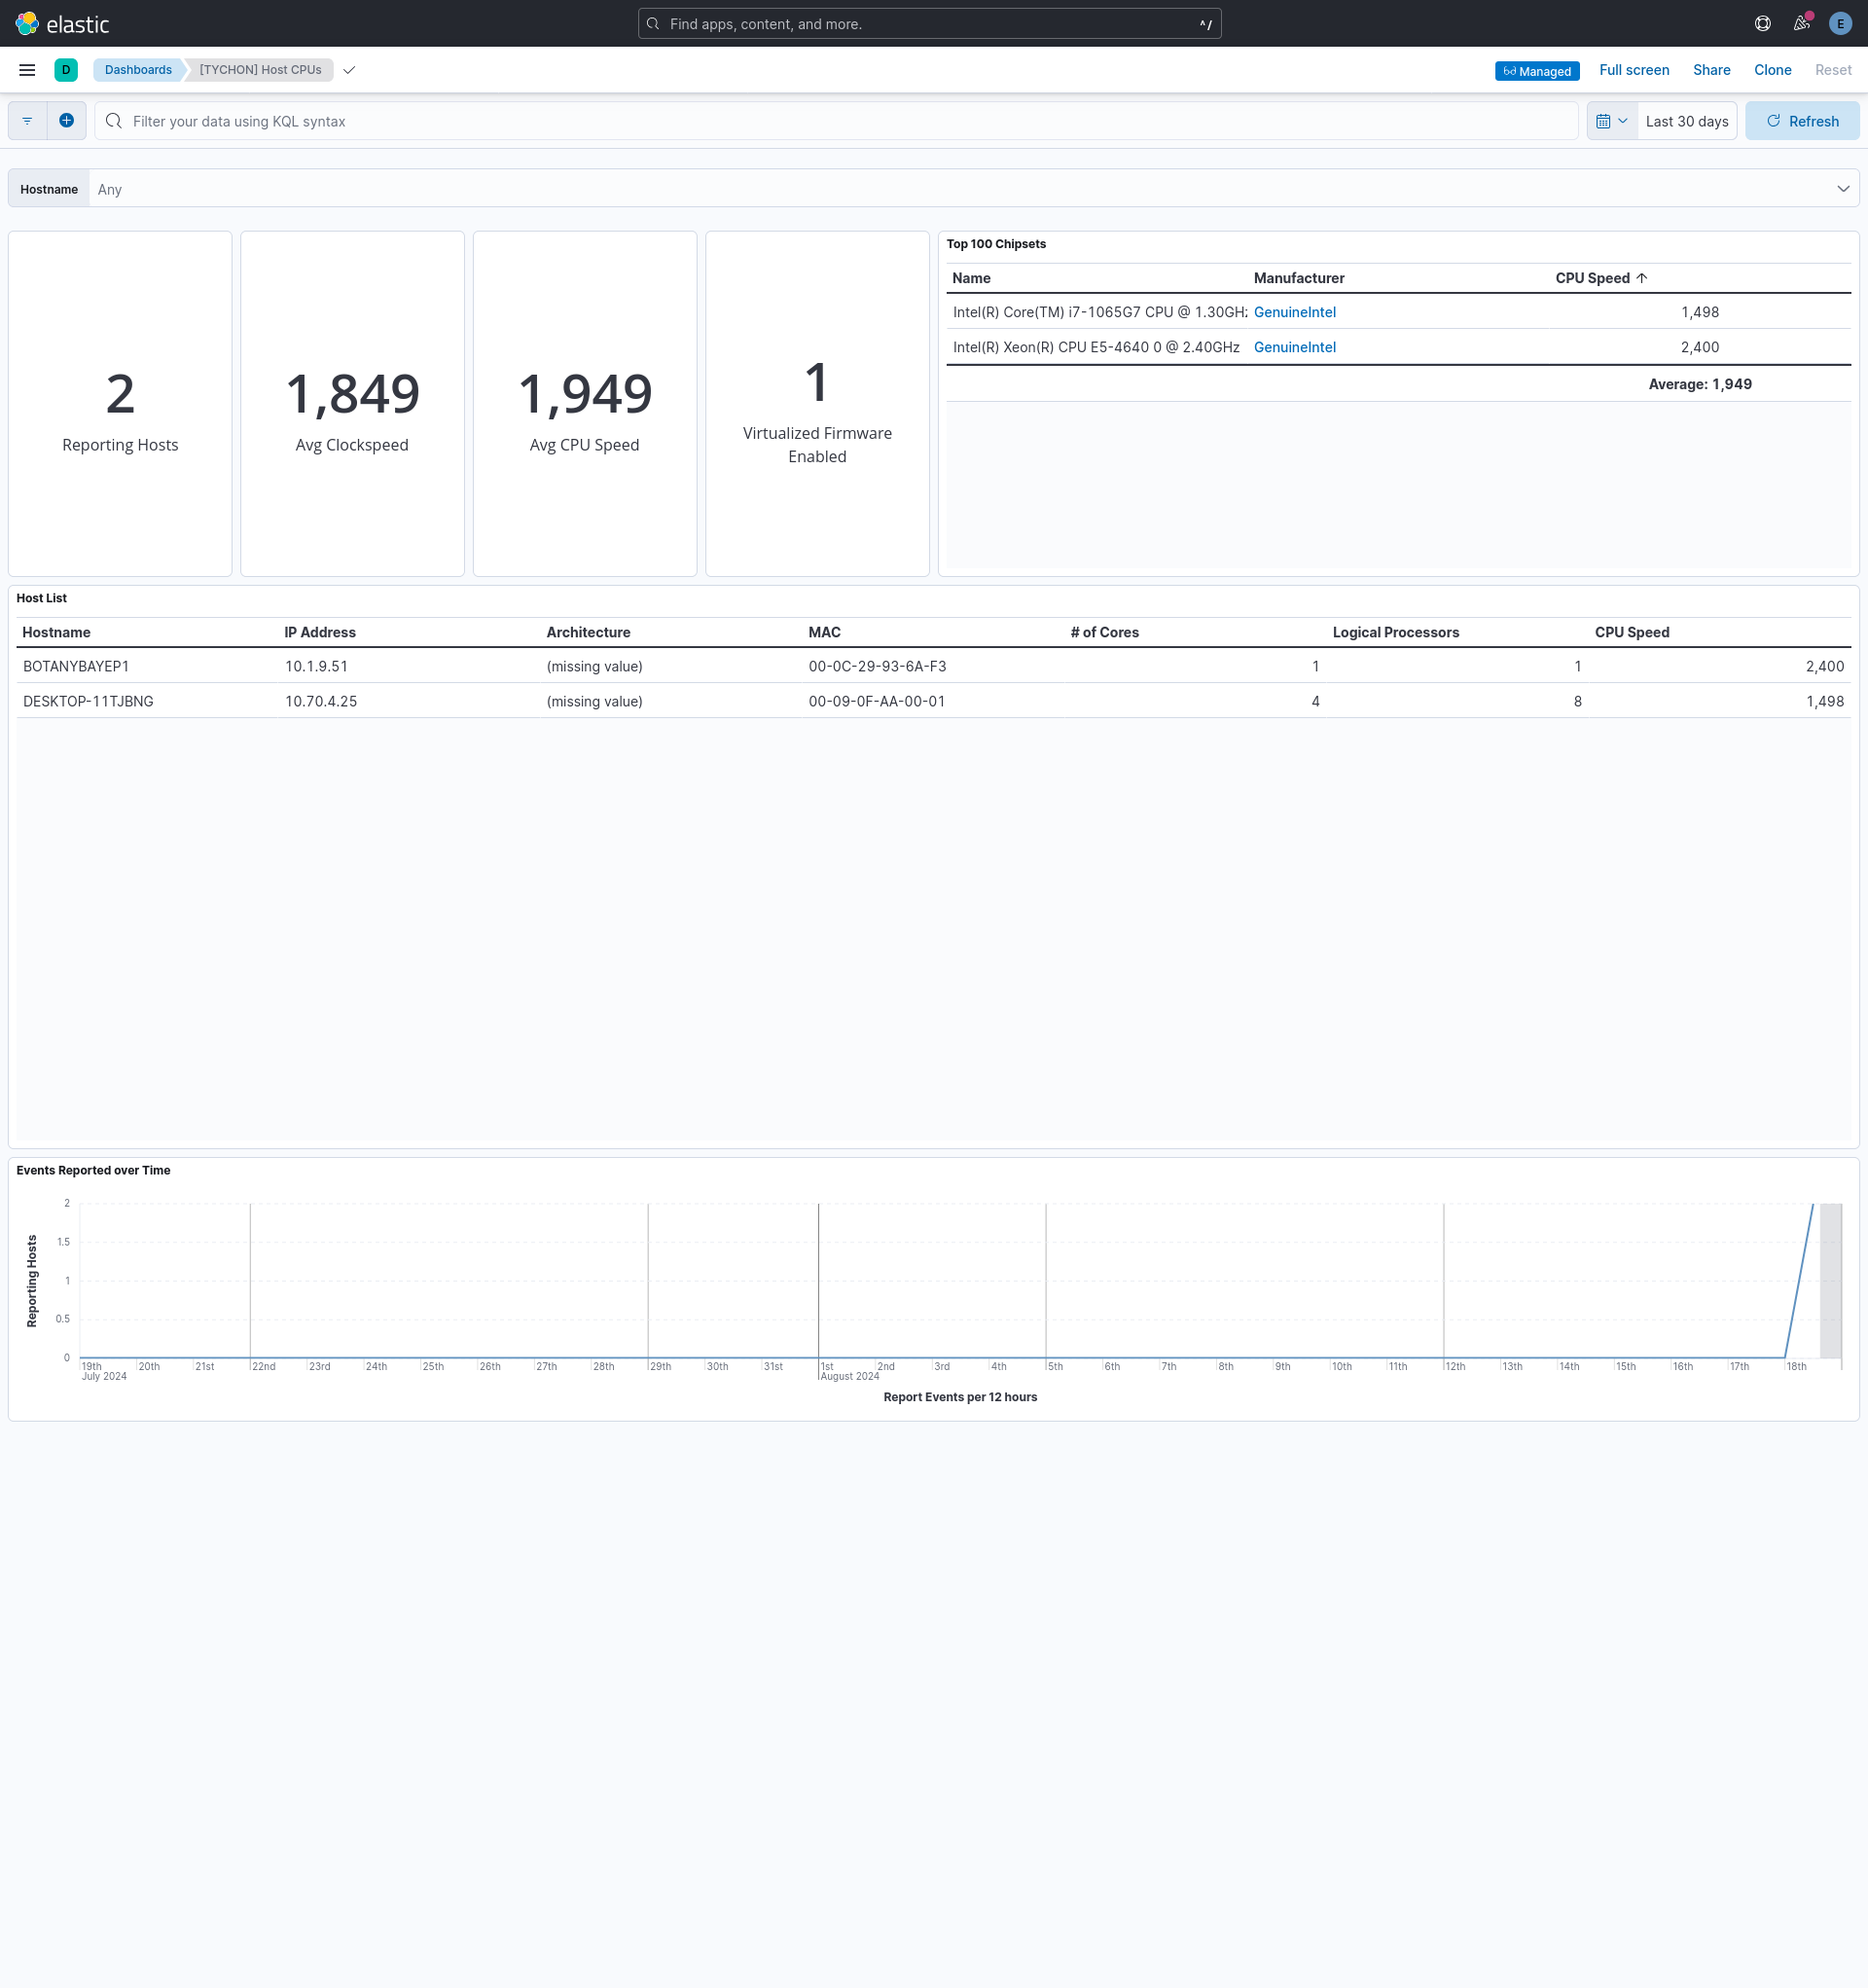 elastic
Find apps, content, and more.
^/
E
D
Dashboards
[TYCHON] Host CPUs
Managed
Full screen
Share
Clone
Reset
Filter your data using KQL syntax
Last 30 days
Refresh
Hostname
Any
2
Reporting Hosts
1,849
Avg Clockspeed
1,949
Avg CPU Speed
1
Virtualized Firmware
Enabled
Top 100 Chipsets
Name Manufacturer CPU Speed
Intel(R) Core(TM) i7-1065G7 CPU @ 1.30GH: GenuineIntel 1,498
Intel(R) Xeon(R) CPU E5-4640 0 @ 2.40GHz GenuineIntel 2,400
Average: 1,949
Host List
Hostname IP Address Architecture MAC # of Cores Logical Processors CPU Speed
BOTANYBAYEP1 10.1.9.51 (missing value) 00-0C-29-93-6A-F3 1 1 2,400
DESKTOP-11TJBNG 10.70.4.25 (missing value) 00-09-0F-AA-00-01 4 8 1,498
Events Reported over Time
Reporting Hosts
2
1.5
1
0.5
0
19th 20th 21st 22nd 23rd 24th 25th 26th 27th 28th 29th 30th 31st 1st 2nd 3rd 4th 5th 6th 7th 8th 9th 10th 11th 12th 13th 14th 15th 16th 17th 18th
July 2024 August 2024
Report Events per 12 hours